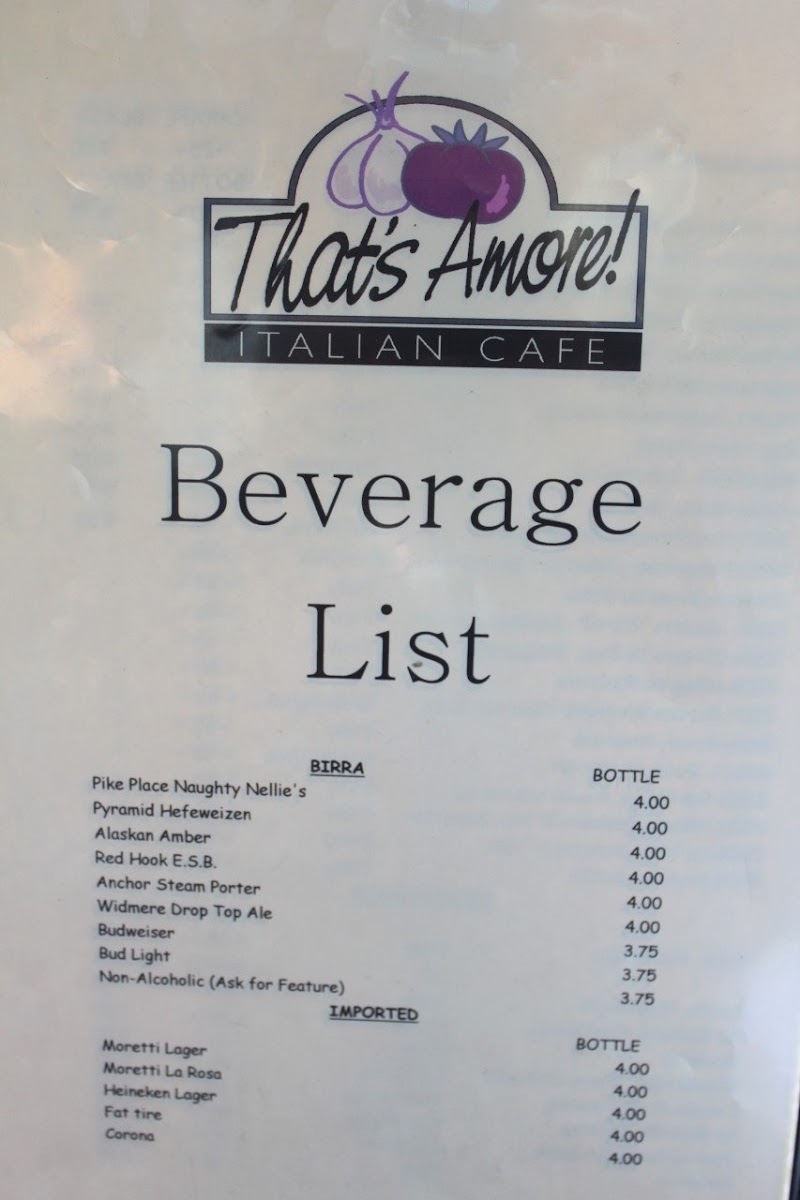 That's Amore!
ITALIAN CAFE
Beverage
List
BIRRA BOTTLE
Pike Place Naughty Nellie's 4.00
Pyramid Hefeweizen 4.00
Alaskan Amber 4.00
Red Hook E.S.B. 4.00
Anchor Steam Porter 4.00
Widmere Drop Top Ale 4.00
Budweiser 3.75
Bud Light 3.75
Non-Alcoholic (Ask for Feature) 3.75
IMPORTED BOTTLE
Moretti Lager 4.00
Moretti La Rosa 4.00
Heineken Lager 4.00
Fat tire 4.00
Corona 4.00